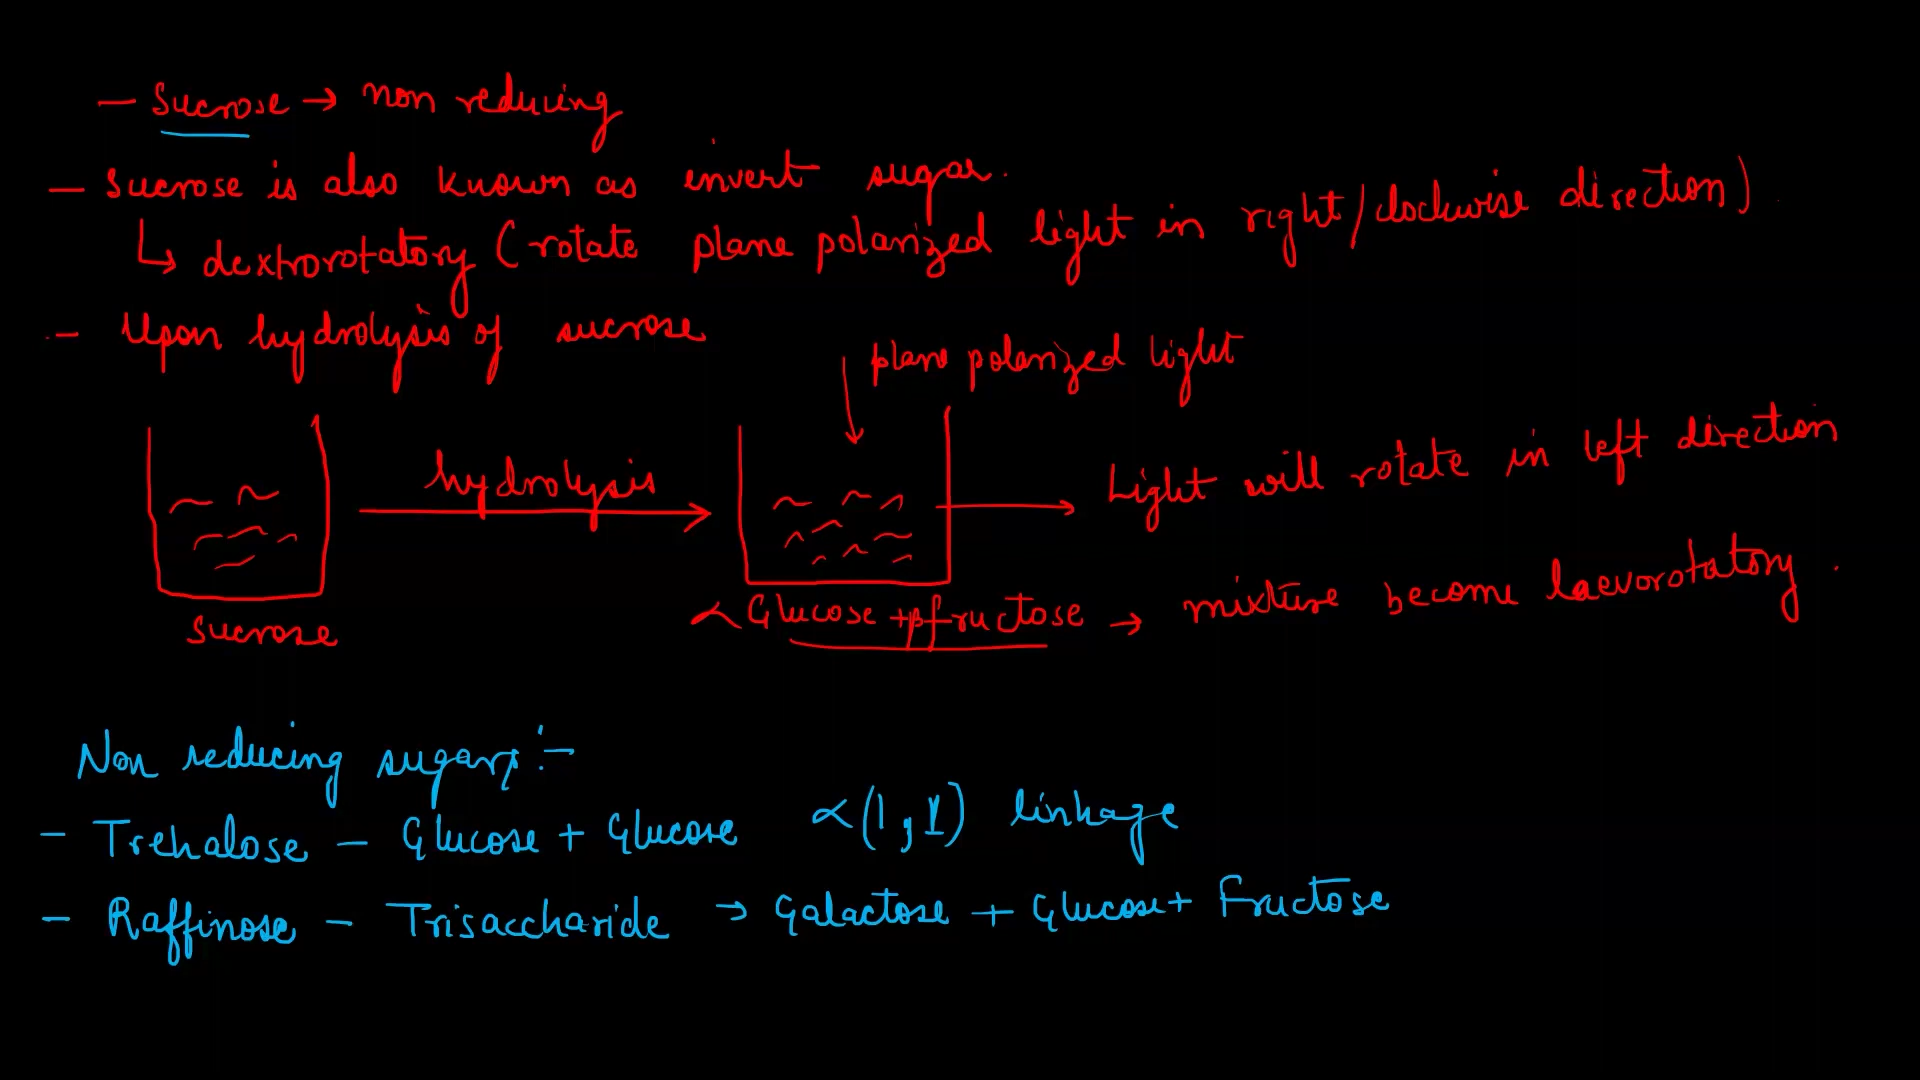 - Sucrose → non reducing
- Sucrose is also known as invert sugar.
↳ dextrorotatory (rotate plane polarized light in right/clockwise direction)
- Upon hydrolysis of sucrose
plane polarized light
hydrolysis
Light will rotate in left direction
Sucrose
α Glucose + β fructose → mixture become laevorotatory.
Non reducing sugars :-
- Trehalose - Glucose + Glucose α(1,1) linkage
- Raffinose - Trisaccharide → Galactose + Glucose + Fructose